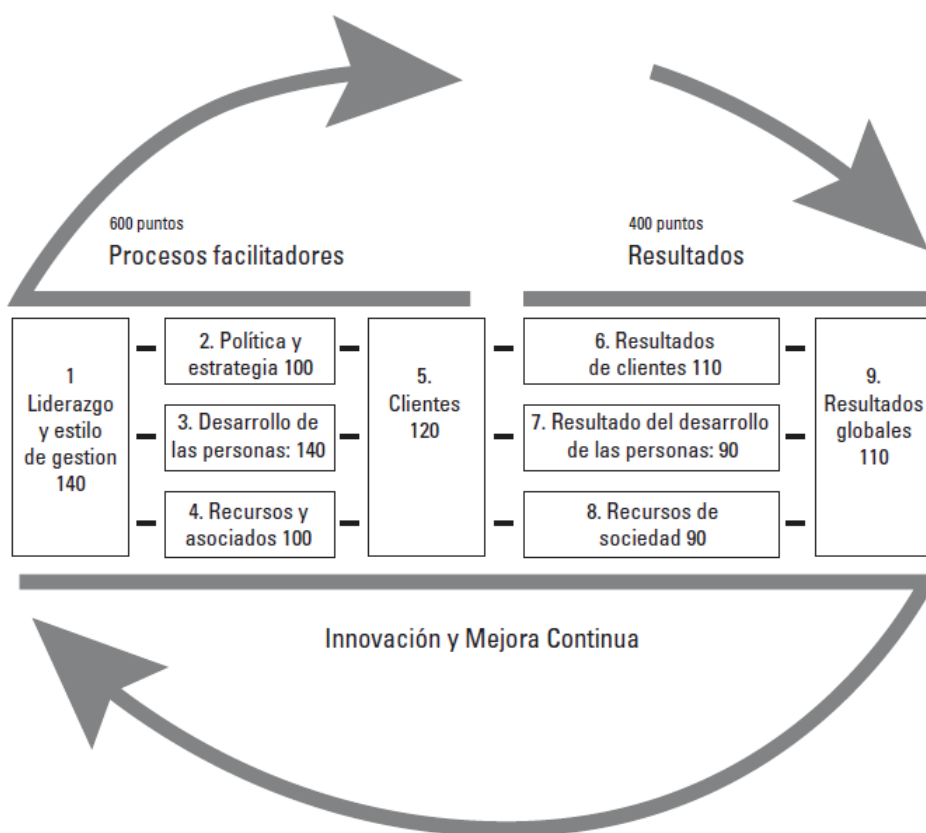 600 puntos
Procesos facilitadores
400 puntos
Resultados
1
Liderazgo
y estilo
de gestion
140
2. Política y
estrategia 100
3. Desarrollo de
las personas: 140
4. Recursos y
asociados 100
5.
Clientes
120
6. Resultados
de clientes 110
7. Resultado del desarrollo
de las personas: 90
8. Recursos de
sociedad 90
9.
Resultados
globales
110
Innovación y Mejora Continua